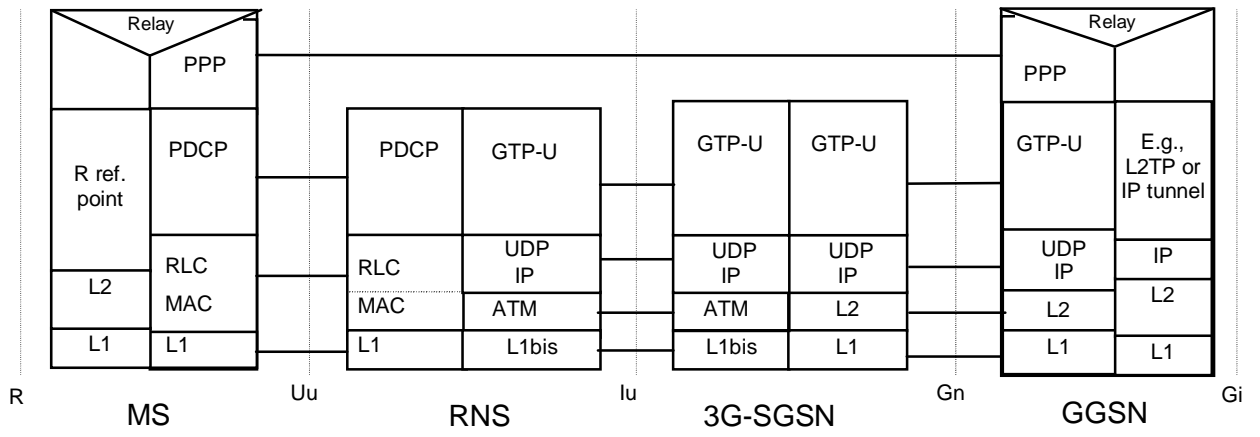 Relay
Relay
PPP
PPP
PDCP
PDCP
GTP-U
GTP-U
GTP-U
GTP-U
E.g.,
L2TP or
IP tunnel
R ref.
point
RLC
RLC
UDP
IP
UDP
IP
UDP
IP
UDP
IP
IP
L2
MAC
MAC
ATM
ATM
L2
L2
L2
L1
L1
L1
L1bis
L1bis
L1
L1
L1
R
Uu
Iu
Gn
Gi
MS
RNS
3G-SGSN
GGSN